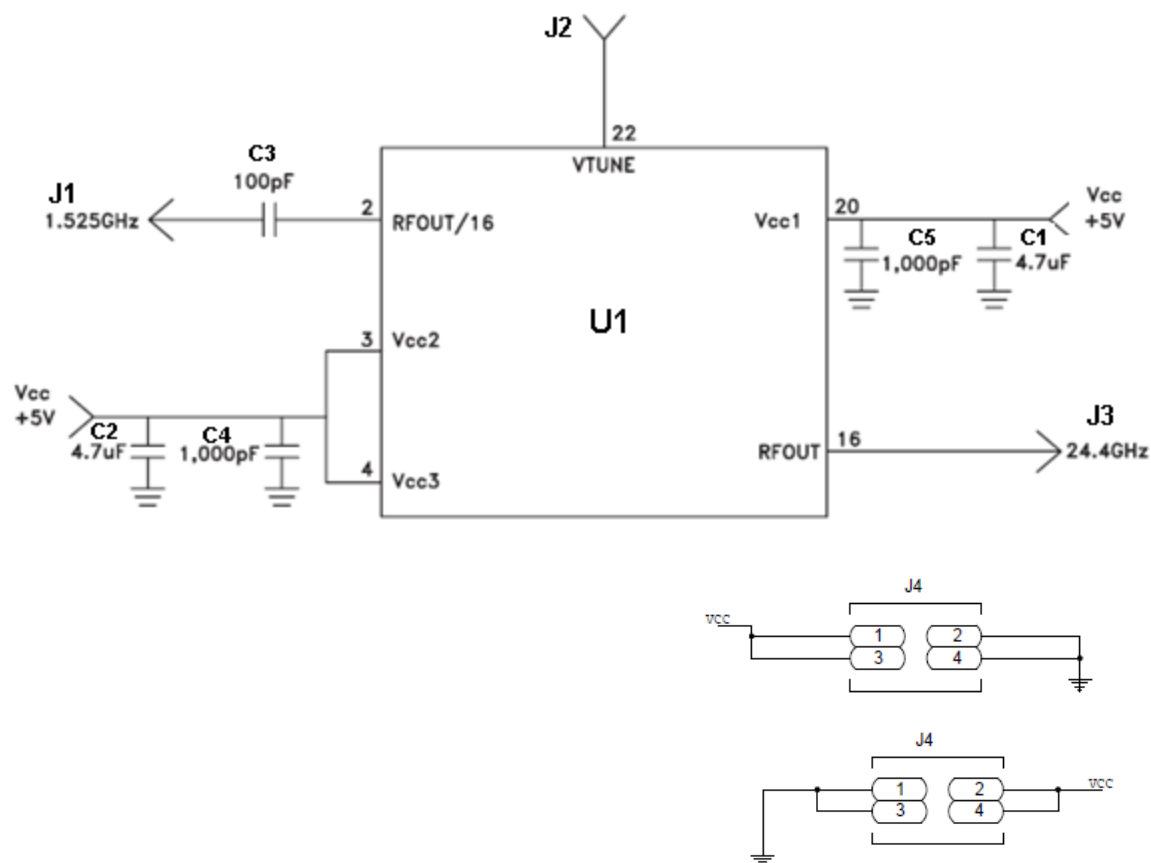 J2
22
VTUNE
C3
100pF
J1
1.525GHz
2
RFOUT/16
Vcc1
20
Vcc
+5V
C5
1,000pF
C1
4.7uF
U1
3
Vcc2
Vcc
+5V
C2
4.7uF
C4
1,000pF
4
Vcc3
RFOUT
16
J3
24.4GHz
J4
VCC
1
2
3
4
J4
1
2
VCC
3
4